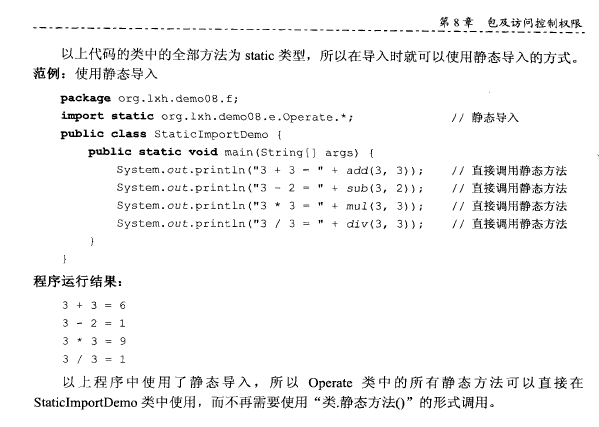 第 8 章 包及访问控制权限
以上代码的类中的全部方法为 static 类型，所以在导入时就可以使用静态导入的方式。
范例：使用静态导入
package org.lxh.demo08.f;
import static org.lxh.demo08.e.Operate.*; // 静态导入
public class StaticImportDemo {
public static void main(String[] args) {
System.out.println("3 + 3 = " + add(3, 3)); // 直接调用静态方法
System.out.println("3 - 2 = " + sub(3, 2)); // 直接调用静态方法
System.out.println("3 * 3 = " + mul(3, 3)); // 直接调用静态方法
System.out.println("3 / 3 = " + div(3, 3)); // 直接调用静态方法
}
}
程序运行结果：
3 + 3 = 6
3 - 2 = 1
3 * 3 = 9
3 / 3 = 1
以上程序中使用了静态导入，所以 Operate 类中的所有静态方法可以直接在
StaticImportDemo 类中使用，而不再需要使用“类.静态方法()”的形式调用。